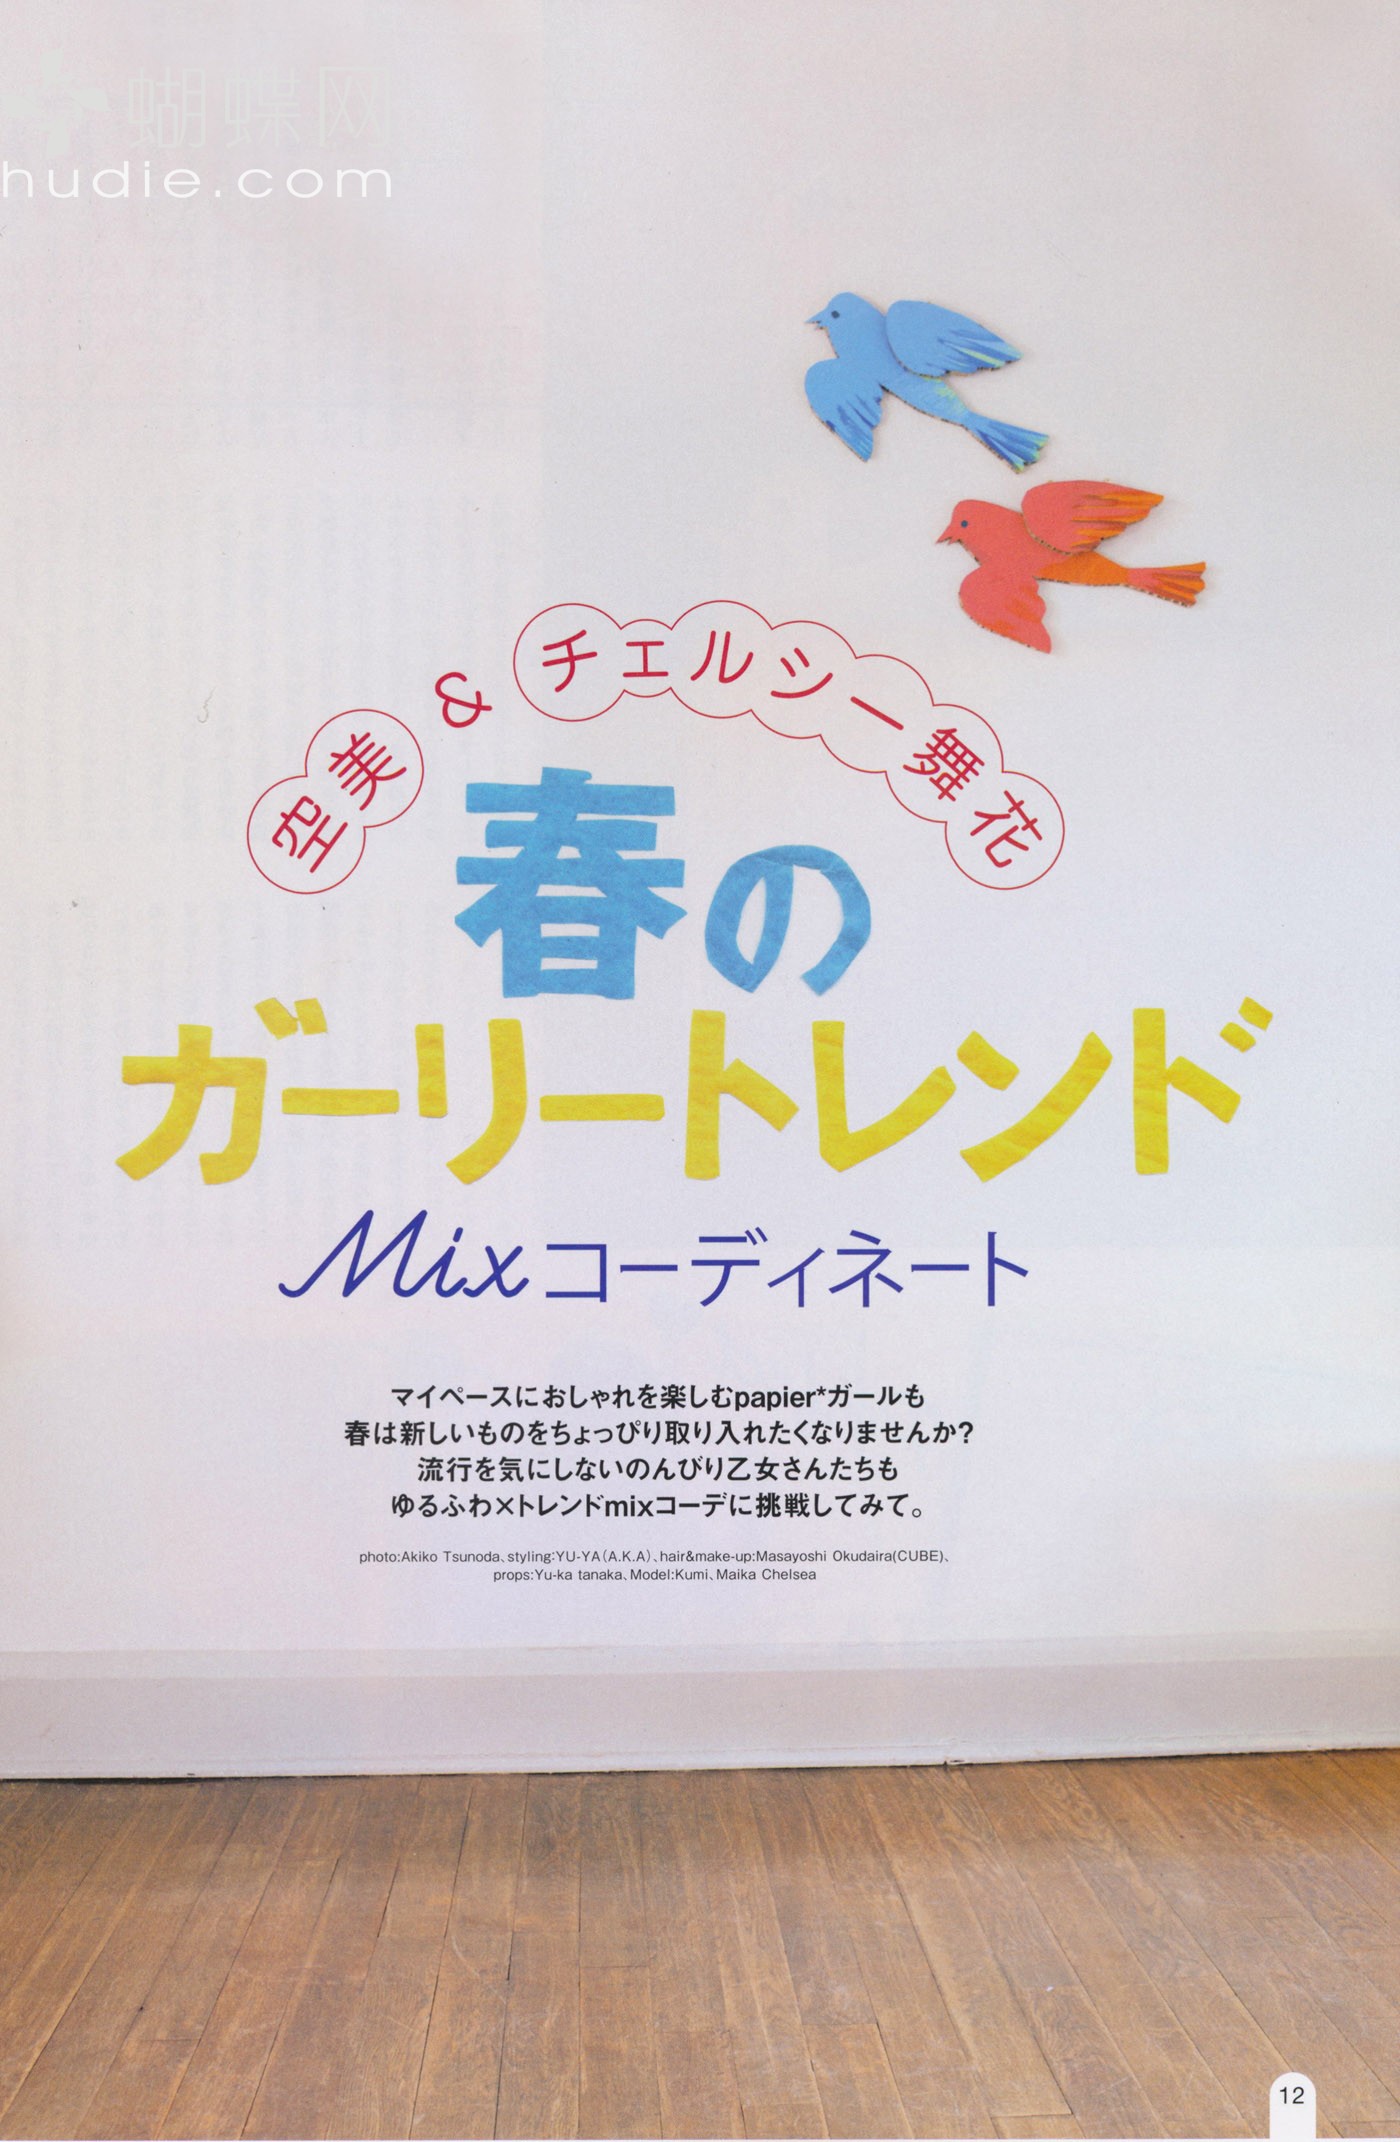 蝴蝶网
hudie.com
空美&チェルシー舞花
春の
ガーリートレンド
Mixコーディネート
マイペースにおしゃれを楽しむpapier*ガールも
春は新しいものをちょっぴり取り入れたくなりませんか？
流行を気にしないのんびり乙女さんたちも
ゆるふわ×トレンドmixコーデに挑戦してみて。
photo:Akiko Tsunoda、styling:YU-YA(A.K.A)、hair&make-up:Masayoshi Okudaira(CUBE)、
props:Yu-ka tanaka、Model:Kumi、Maika Chelsea
12